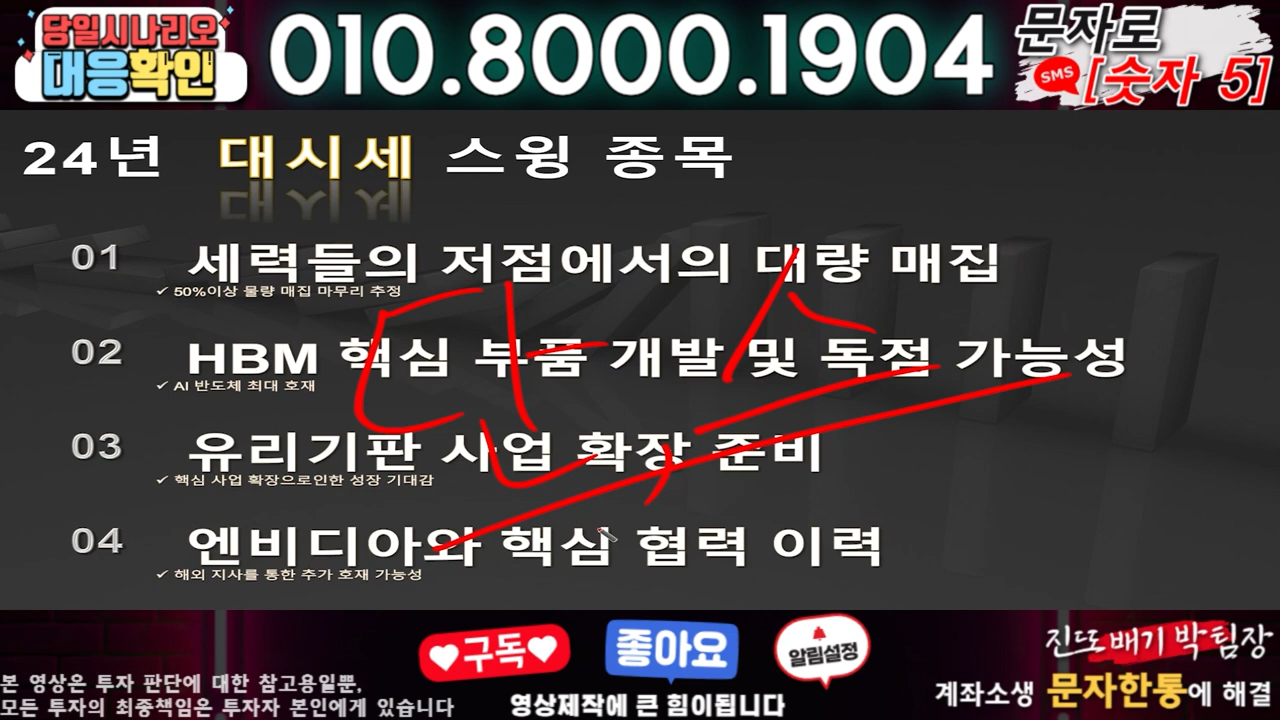 당일시나리오
대응확인
010.8000.1904
문자로
SMS [숫자 5]
24년 대시세 스윙 종목
01 세력들의 저점에서의 대량 매집
✓ 50%이상 물량 매집 마무리 추정
02 HBM 핵심 부품 개발 및 독점 가능성
✓ AI 반도체 최대 호재
03 유리기판 사업 확장 준비
✓ 핵심 사업 확장으로인한 성장 기대감
04 엔비디아와 핵심 협력 이력
✓ 해외 지사를 통한 추가 호재 가능성
구독
좋아요
알림설정
영상제작에 큰 힘이됩니다
본 영상은 투자 판단에 대한 참고용일뿐,
모든 투자의 최종책임은 투자자 본인에게 있습니다
진또배기 박팀장
계좌소생 문자한통에 해결